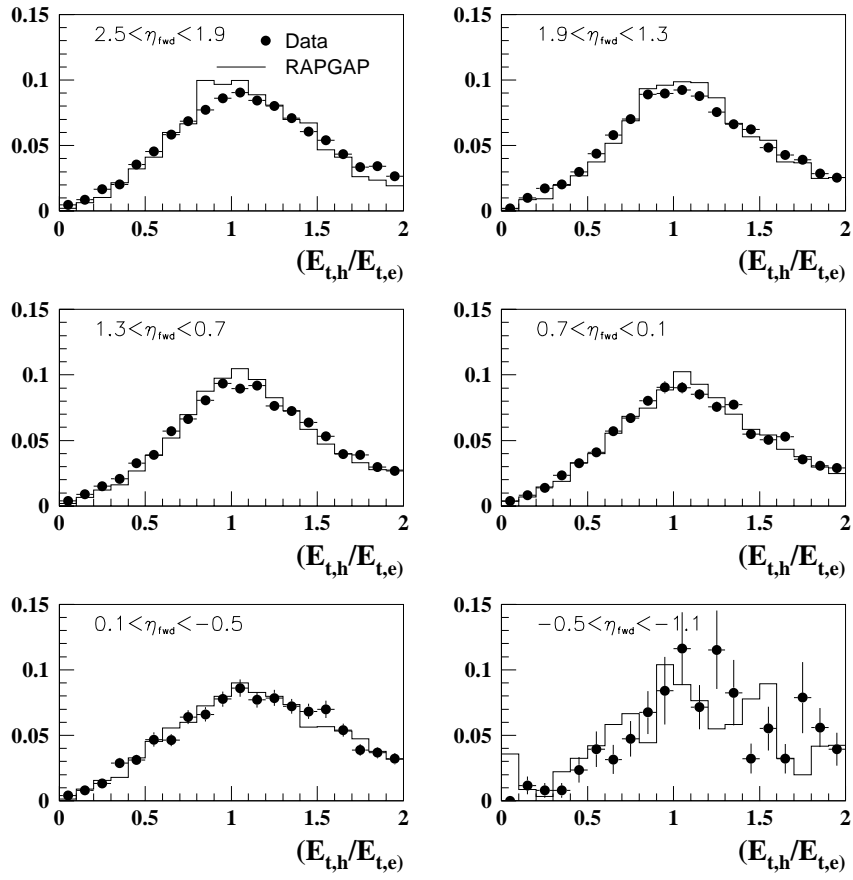 0.15
2.5<η_fwd<1.9
Data
RAPGAP
0.1
0.05
0
0 0.5 1 1.5 2
(E_t,h/E_t,e)
0.15
1.9<η_fwd<1.3
0.1
0.05
0
0 0.5 1 1.5 2
(E_t,h/E_t,e)
0.15
1.3<η_fwd<0.7
0.1
0.05
0
0 0.5 1 1.5 2
(E_t,h/E_t,e)
0.15
0.7<η_fwd<0.1
0.1
0.05
0
0 0.5 1 1.5 2
(E_t,h/E_t,e)
0.15
0.1<η_fwd<−0.5
0.1
0.05
0
0 0.5 1 1.5 2
(E_t,h/E_t,e)
0.15
−0.5<η_fwd<−1.1
0.1
0.05
0
0 0.5 1 1.5 2
(E_t,h/E_t,e)